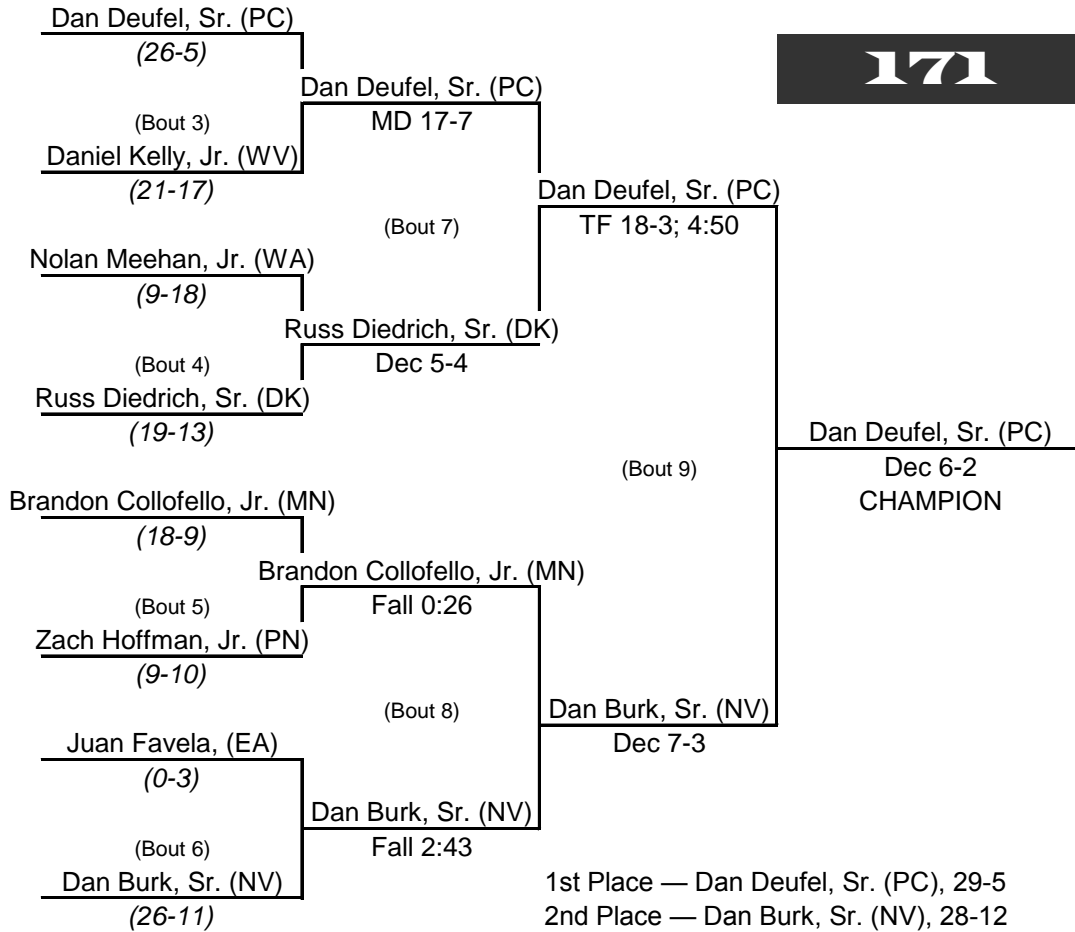 Dan Deufel, Sr. (PC)
(26-5)
171
Dan Deufel, Sr. (PC)
(Bout 3)
MD 17-7
Daniel Kelly, Jr. (WV)
(21-17)
Dan Deufel, Sr. (PC)
(Bout 7)
TF 18-3; 4:50
Nolan Meehan, Jr. (WA)
(9-18)
Russ Diedrich, Sr. (DK)
(Bout 4)
Dec 5-4
Russ Diedrich, Sr. (DK)
(19-13)
Dan Deufel, Sr. (PC)
(Bout 9)
Dec 6-2
CHAMPION
Brandon Collofello, Jr. (MN)
(18-9)
Brandon Collofello, Jr. (MN)
(Bout 5)
Fall 0:26
Zach Hoffman, Jr. (PN)
(9-10)
(Bout 8)
Dan Burk, Sr. (NV)
Dec 7-3
Juan Favela, (EA)
(0-3)
Dan Burk, Sr. (NV)
(Bout 6)
Fall 2:43
Dan Burk, Sr. (NV)
(26-11)
1st Place — Dan Deufel, Sr. (PC), 29-5
2nd Place — Dan Burk, Sr. (NV), 28-12